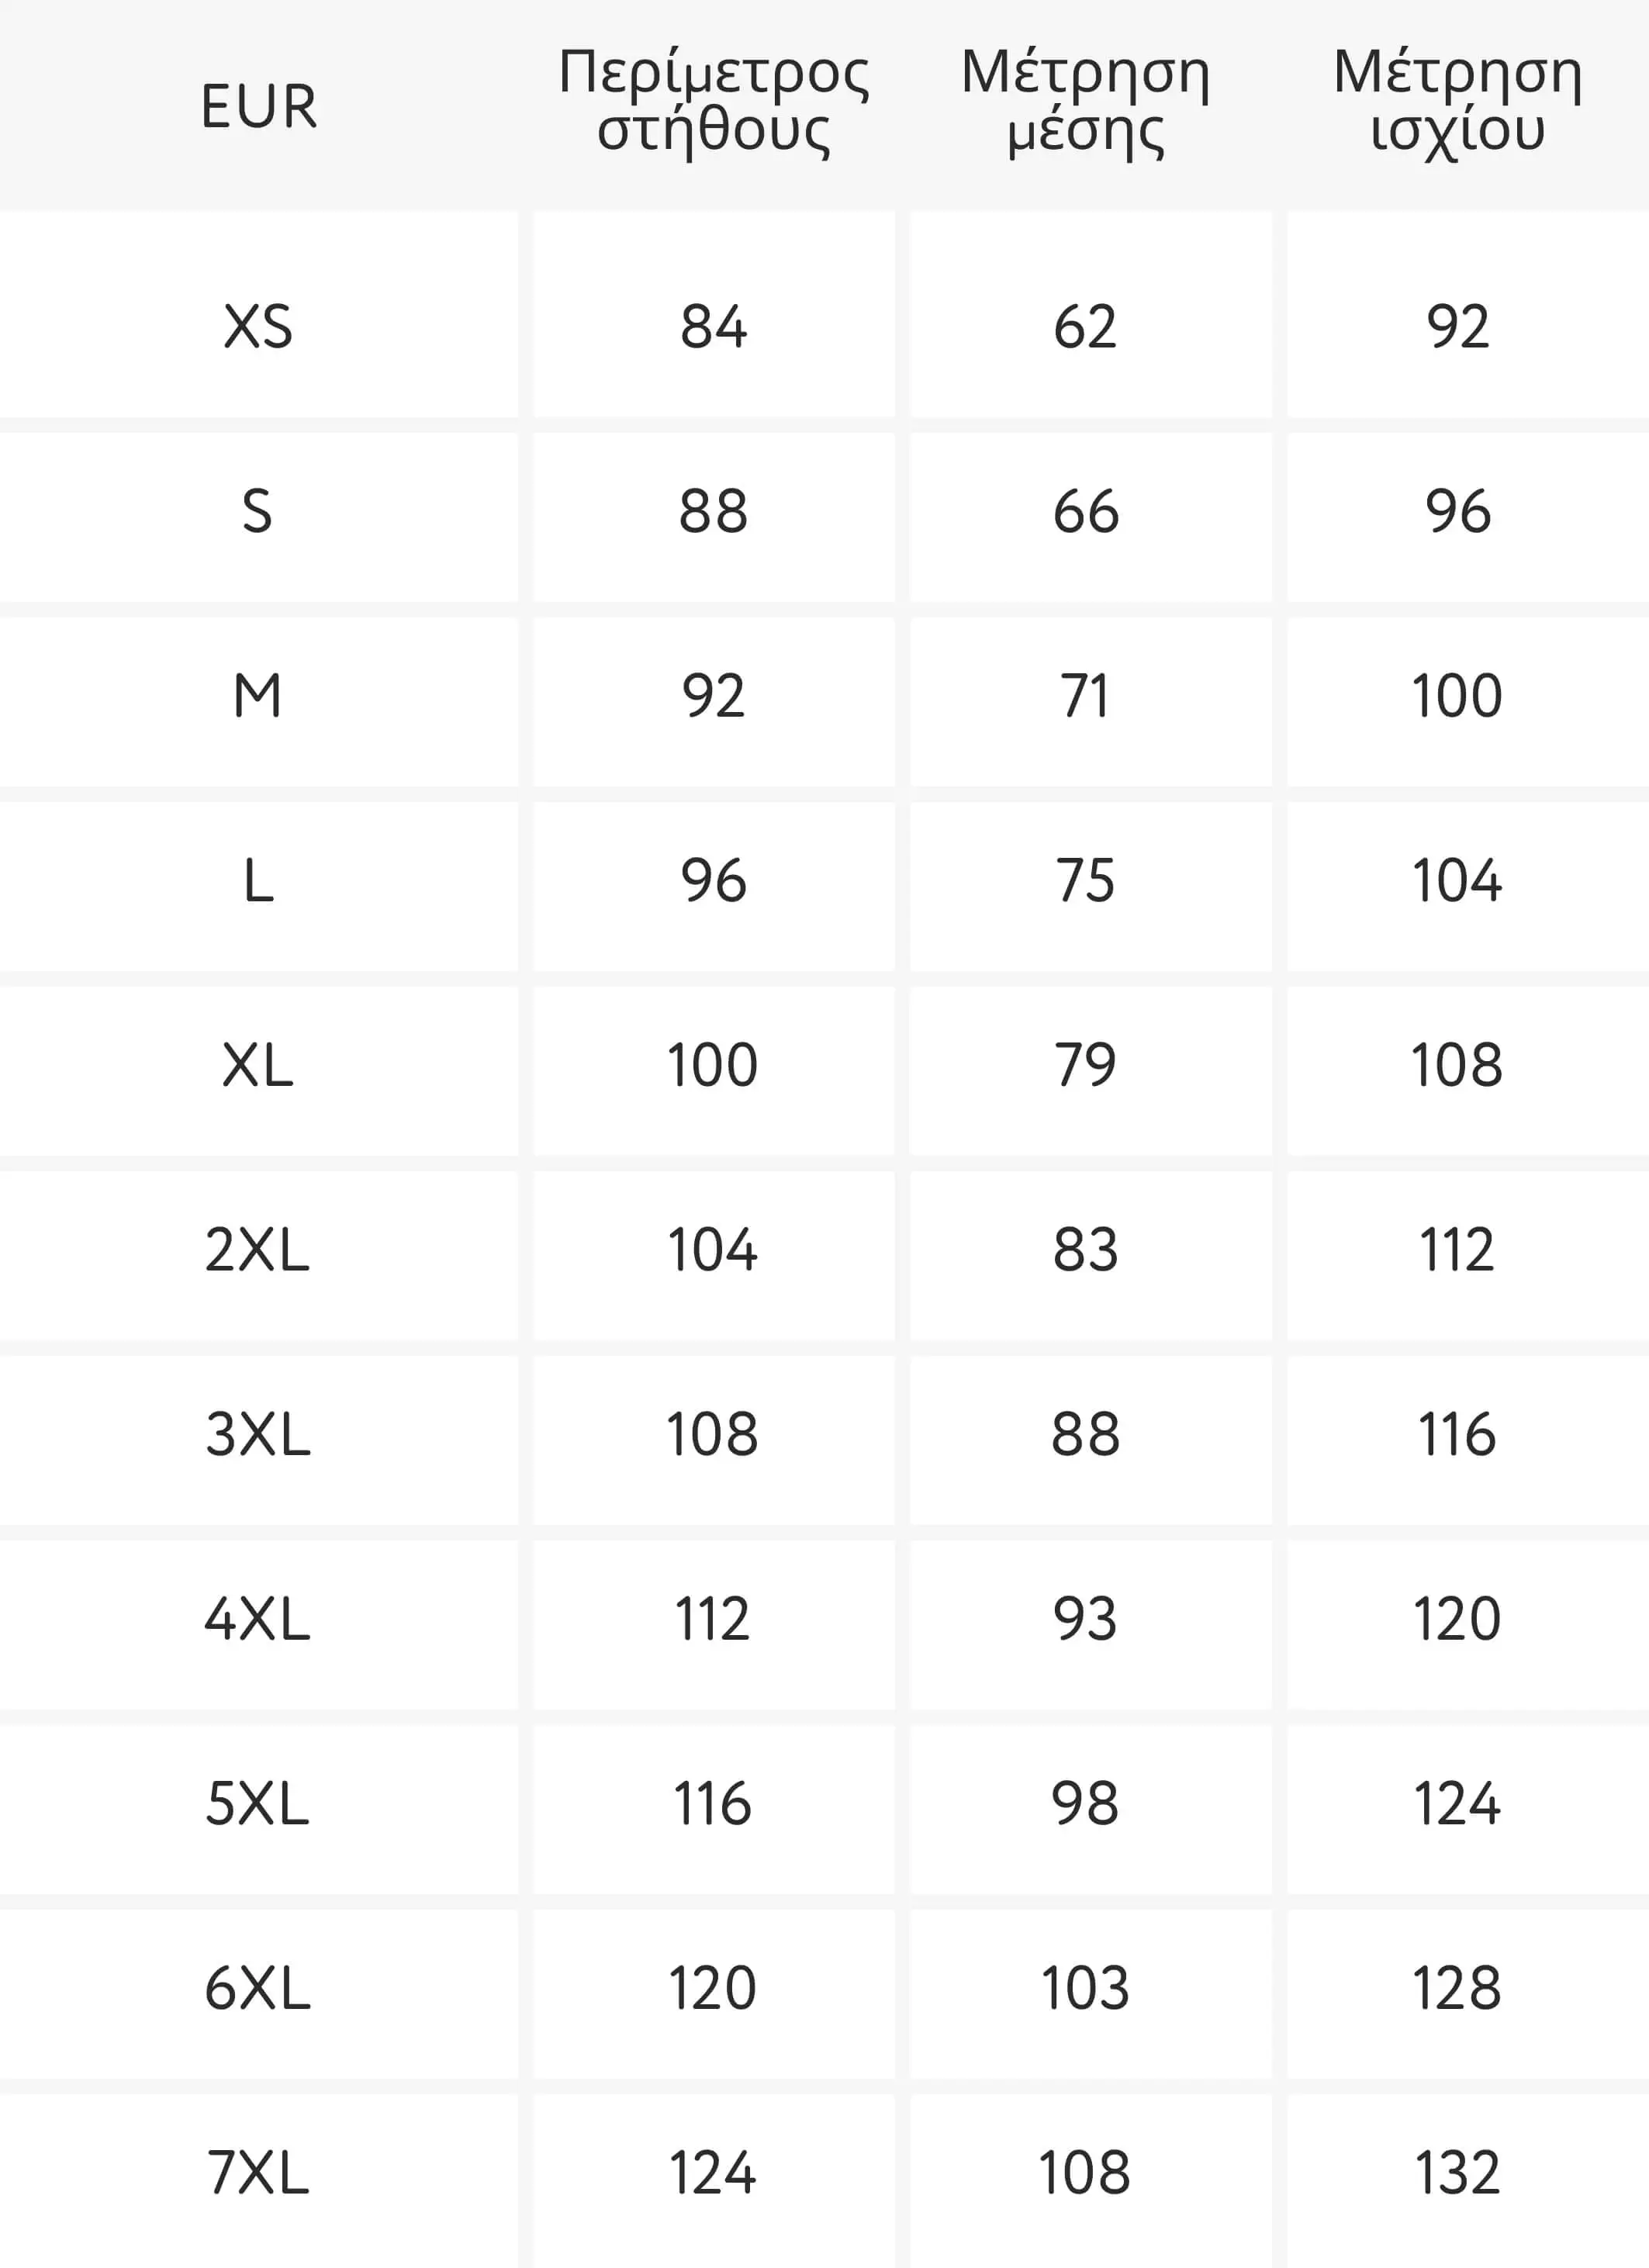 EUR Περίμετρος στήθους Μέτρηση μέσης Μέτρηση ισχίου
XS 84 62 92
S 88 66 96
M 92 71 100
L 96 75 104
XL 100 79 108
2XL 104 83 112
3XL 108 88 116
4XL 112 93 120
5XL 116 98 124
6XL 120 103 128
7XL 124 108 132